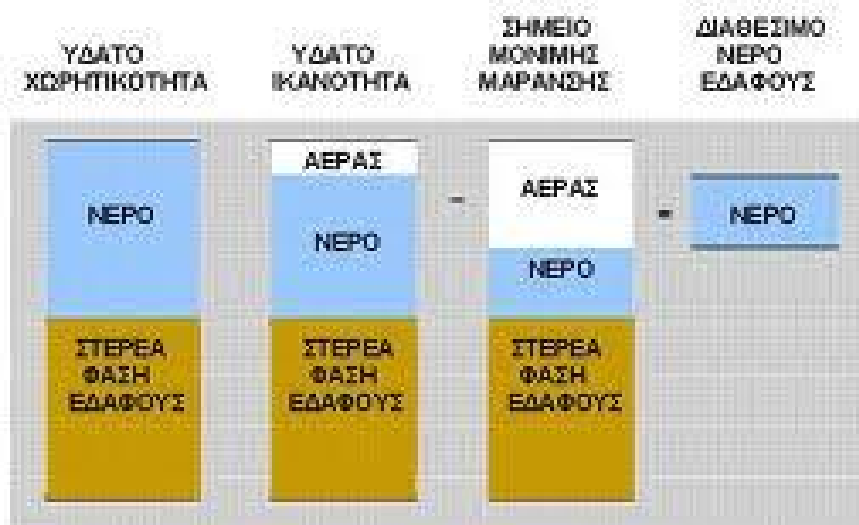 ΥΔΑΤΟ
ΧΩΡΗΤΙΚΟΤΗΤΑ
ΥΔΑΤΟ
ΙΚΑΝΟΤΗΤΑ
ΣΗΜΕΙΟ
ΜΟΝΙΜΗΣ
ΜΑΡΑΝΣΗΣ
ΔΙΑΘΕΣΙΜΟ
ΝΕΡΟ
ΕΔΑΦΟΥΣ
ΝΕΡΟ
ΣΤΕΡΕΑ
ΦΑΣΗ
ΕΔΑΦΟΥΣ
ΑΕΡΑΣ
ΝΕΡΟ
ΣΤΕΡΕΑ
ΦΑΣΗ
ΕΔΑΦΟΥΣ
-
ΑΕΡΑΣ
ΝΕΡΟ
ΣΤΕΡΕΑ
ΦΑΣΗ
ΕΔΑΦΟΥΣ
=
ΝΕΡΟ